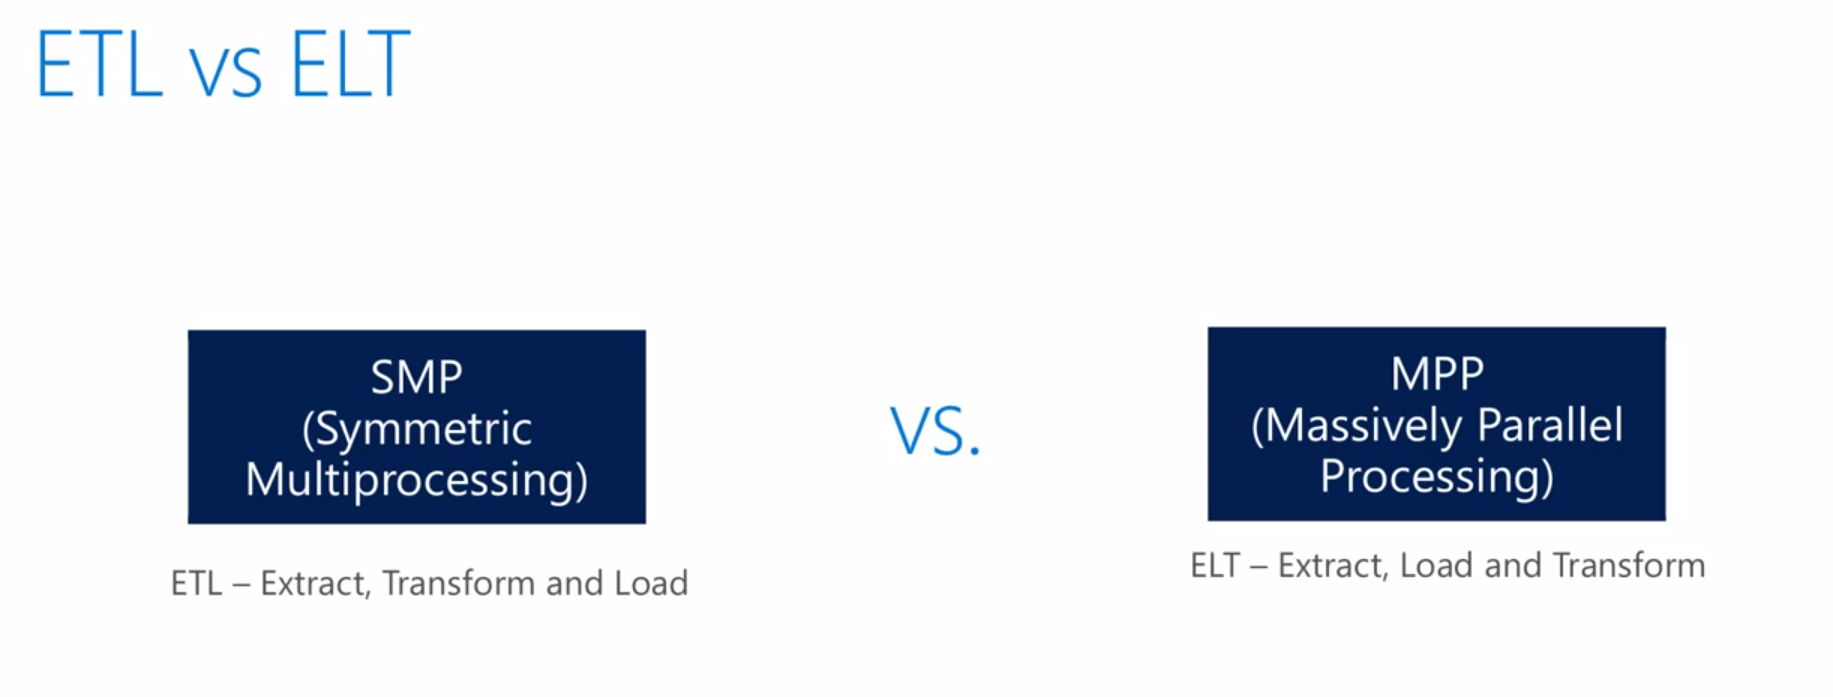 ETL vs ELT
SMP
(Symmetric
Multiprocessing)
ETL – Extract, Transform and Load
vs.
MPP
(Massively Parallel
Processing)
ELT – Extract, Load and Transform